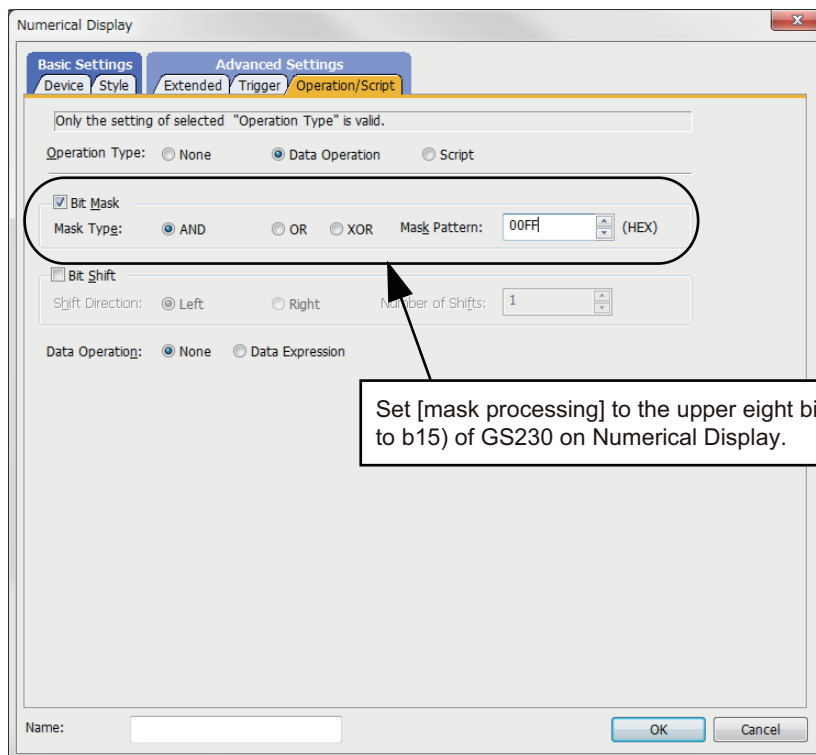 Numerical Display
x
Basic Settings Advanced Settings
Device Style Extended Trigger Operation/Script
Only the setting of selected "Operation Type" is valid.
Operation Type: None Data Operation Script
Bit Mask
Mask Type: AND OR XOR Mask Pattern: 00FF (HEX)
Bit Shift
Shift Direction: Left Right Number of Shifts: 1
Data Operation: None Data Expression
Set [mask processing] to the upper eight bi
to b15) of GS230 on Numerical Display.
Name: OK Cancel